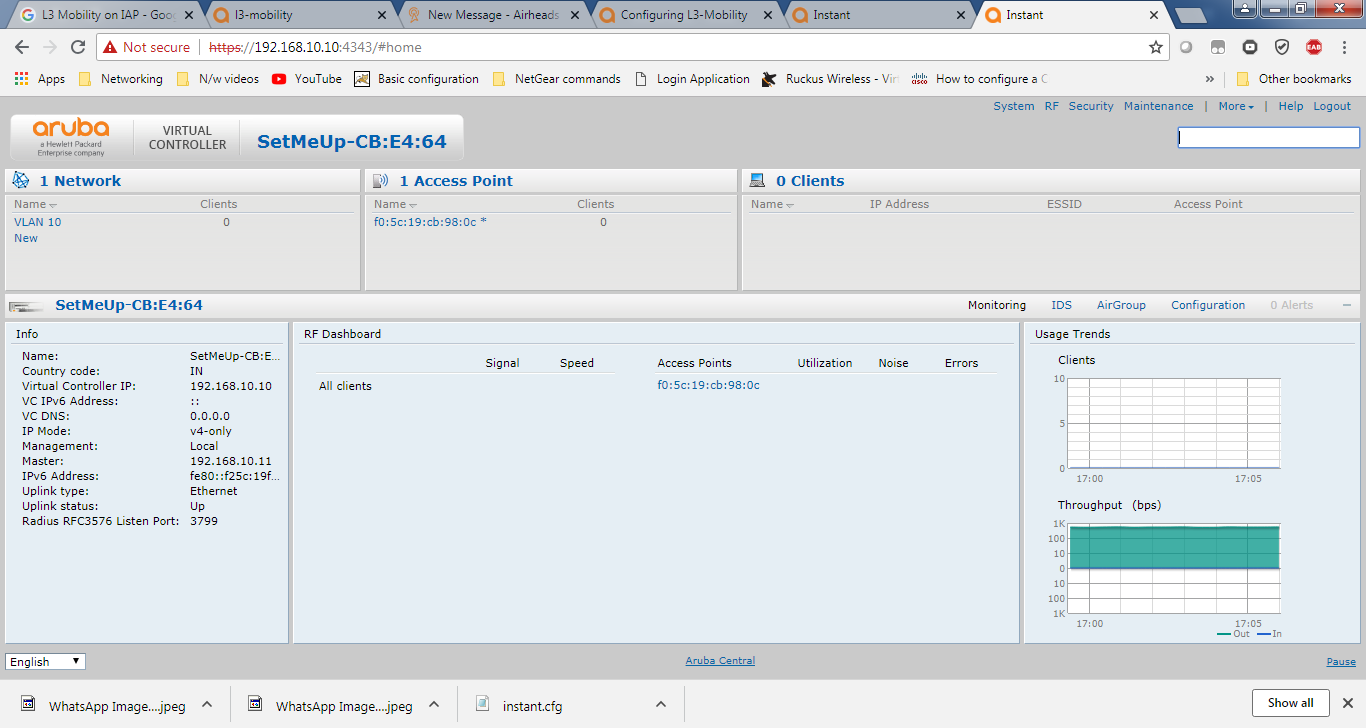 L3 Mobility on IAP - Goo
l3-mobility
New Message - Airheads
Configuring L3-Mobility
Instant
Instant
Not secure https://192.168.10.10:4343/#home
Apps Networking N/w videos YouTube Basic configuration NetGear commands Login Application Ruckus Wireless - Vir How to configure a C » Other bookmarks
System RF Security Maintenance | More | Help Logout
aruba
a Hewlett Packard
Enterprise company
VIRTUAL
CONTROLLER
SetMeUp-CB:E4:64
1 Network
Name Clients
VLAN 10 0
New
1 Access Point
Name Clients
f0:5c:19:cb:98:0c * 0
0 Clients
Name IP Address ESSID Access Point
SetMeUp-CB:E4:64
Monitoring IDS AirGroup Configuration 0 Alerts
Info
Name: SetMeUp-CB:E...
Country code: IN
Virtual Controller IP: 192.168.10.10
VC IPv6 Address: ::
VC DNS: 0.0.0.0
IP Mode: v4-only
Management: Local
Master: 192.168.10.11
IPv6 Address: fe80::f25c:19f...
Uplink type: Ethernet
Uplink status: Up
Radius RFC3576 Listen Port: 3799
RF Dashboard
Signal Speed Access Points Utilization Noise Errors
All clients f0:5c:19:cb:98:0c
Usage Trends
Clients
10
5
0
17:00 17:05
Throughput (bps)
1K
100
10
0
10
100
1K
17:00 17:05
Out In
English
Aruba Central
Pause
WhatsApp Image....jpeg
WhatsApp Image....jpeg
instant.cfg
Show all